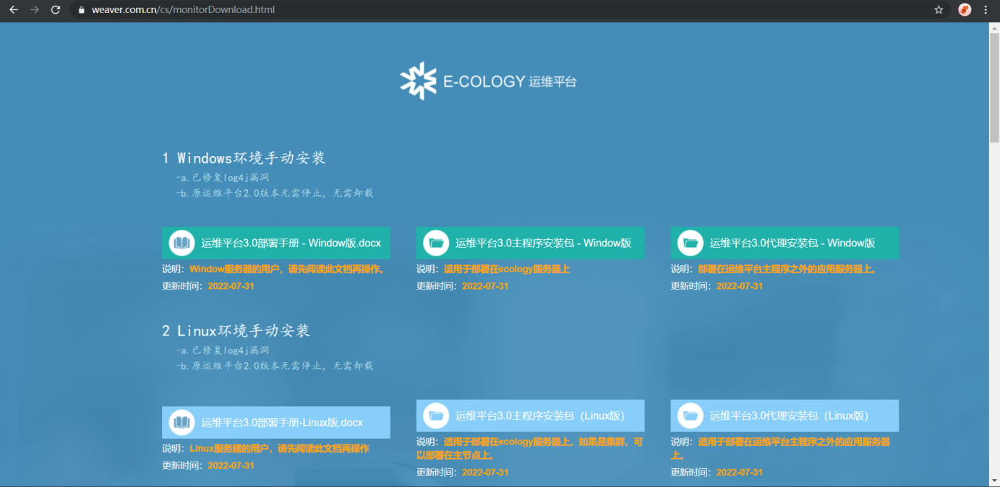 weaver.com.cn/cs/monitorDownload.html
E-COLOGY 运维平台
1 Windows环境手动安装
-a.已修复log4j漏洞
-b.原运维平台2.0版本无需停止，无需卸载
运维平台3.0部署手册 - Window版.docx
说明：Window服务器的用户，请先阅读此文档再操作。
更新时间：2022-07-31
运维平台3.0主程序安装包 - Window版
说明：适用于部署在ecology服务器上
更新时间：2022-07-31
运维平台3.0代理安装包 - Window版
说明：部署在运维平台主程序之外的应用服务器上。
更新时间：2022-07-31
2 Linux环境手动安装
-a.已修复log4j漏洞
-b.原运维平台2.0版本无需停止，无需卸载
运维平台3.0部署手册-Linux版.docx
说明：Linux服务器的用户，请先阅读此文档再操作
更新时间：2022-07-31
运维平台3.0主程序安装包（Linux版）
说明：适用于部署在ecology服务器上，如果是集群，可
以部署在主节点上。
更新时间：2022-07-31
运维平台3.0代理安装包（Linux版）
说明：适用于部署在运维平台主程序之外的应用服务器
上。
更新时间：2022-07-31